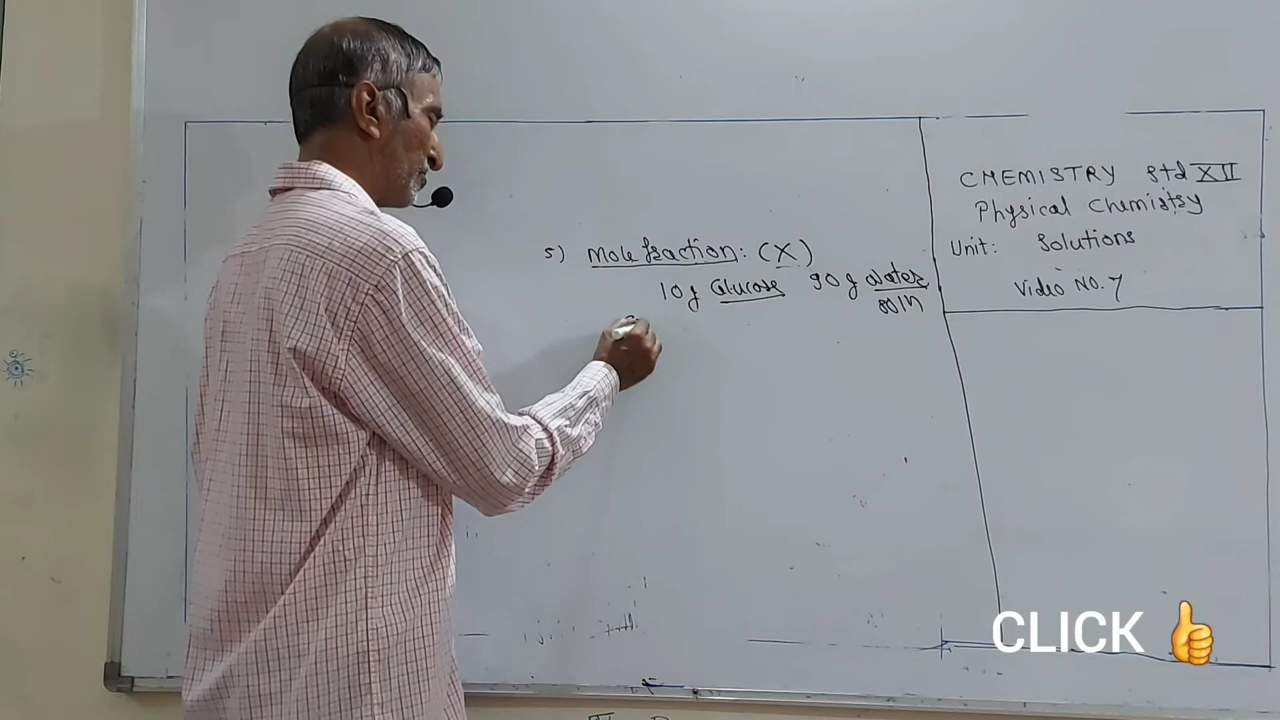 5) Mole fraction: (X)
10 g Glucose 90 g water
soln
CHEMISTRY std XII
Physical Chemistry
Unit: Solutions
Video No. 7
CLICK 👍